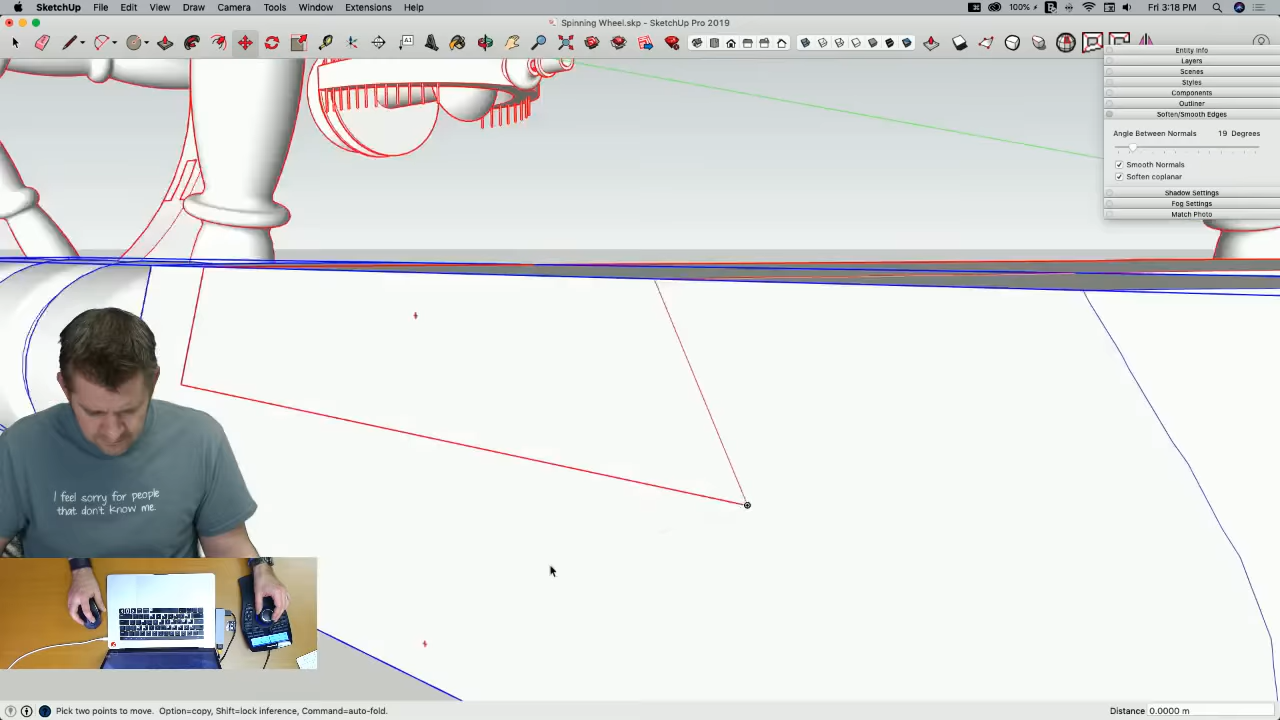 SketchUp File Edit View Draw Camera Tools Window Extensions Help
100% Fri 3:18 PM
Spinning Wheel.skp - SketchUp Pro 2019
Entity Info
Layers
Scenes
Styles
Components
Outliner
Soften/Smooth Edges
Angle Between Normals 19 Degrees
Smooth Normals
Soften coplanar
Shadow Settings
Fog Settings
Match Photo
I feel sorry for people
that don't know me.
Pick two points to move. Option=copy, Shift=lock inference, Command=auto-fold.
Distance 0.0000 m